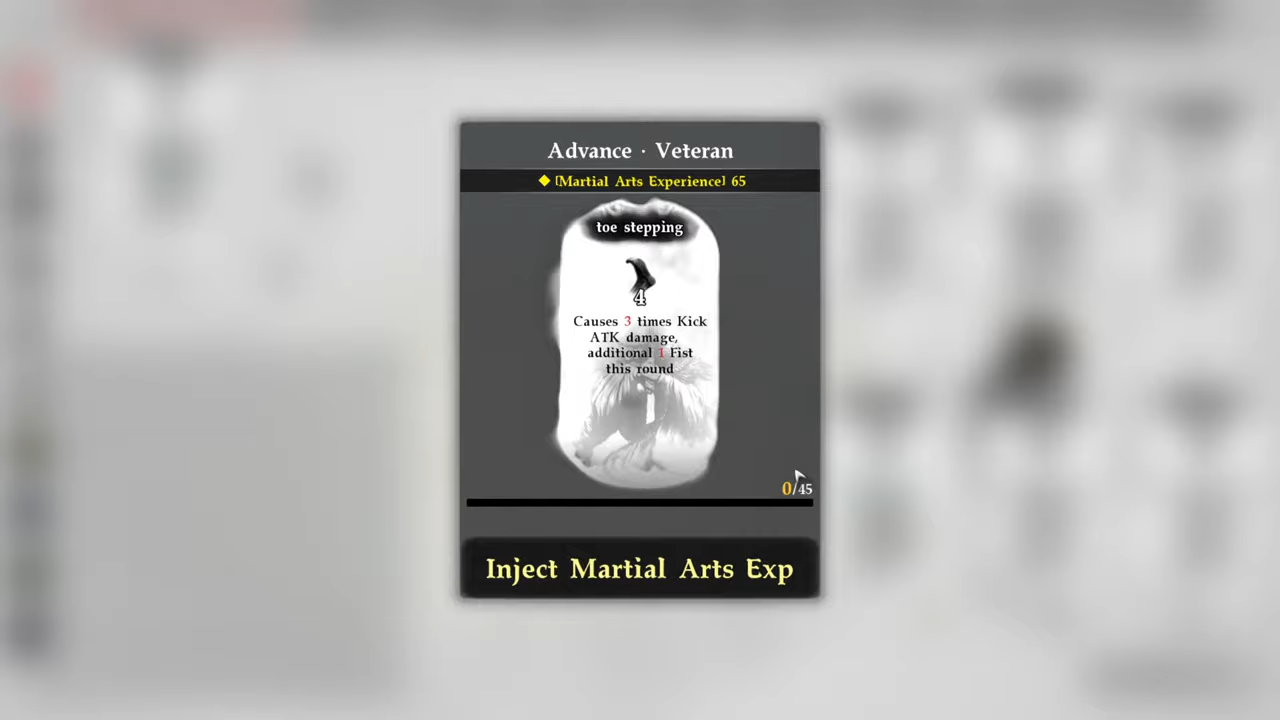 Advance · Veteran
◆ [Martial Arts Experience] 65
toe stepping
4
Causes 3 times Kick
ATK damage,
additional 1 Fist
this round
0/45
Inject Martial Arts Exp